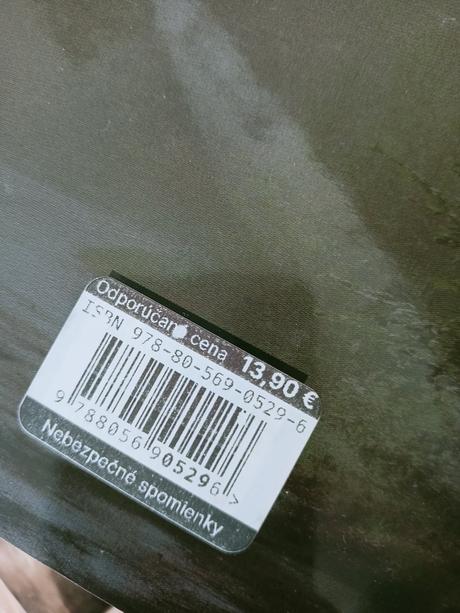 Odporúčaná cena 13,90 €
ISBN 978-80-569-0529-6
9 788056 905296 >
Nebezpečné spomienky